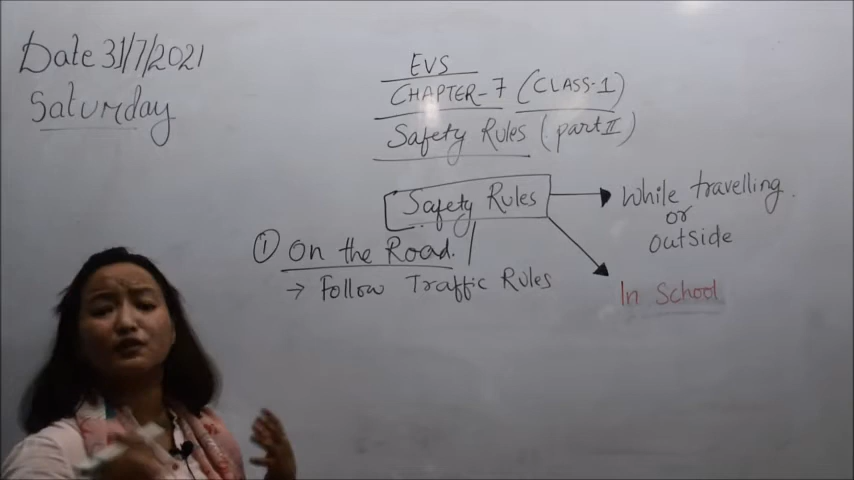 Date 31/7/2021
Saturday
EVS
CHAPTER-7 (CLASS-1)
Safety Rules (part II)
Safety Rules
While travelling
or
outside
In School
① On the Road.
→ Follow Traffic Rules